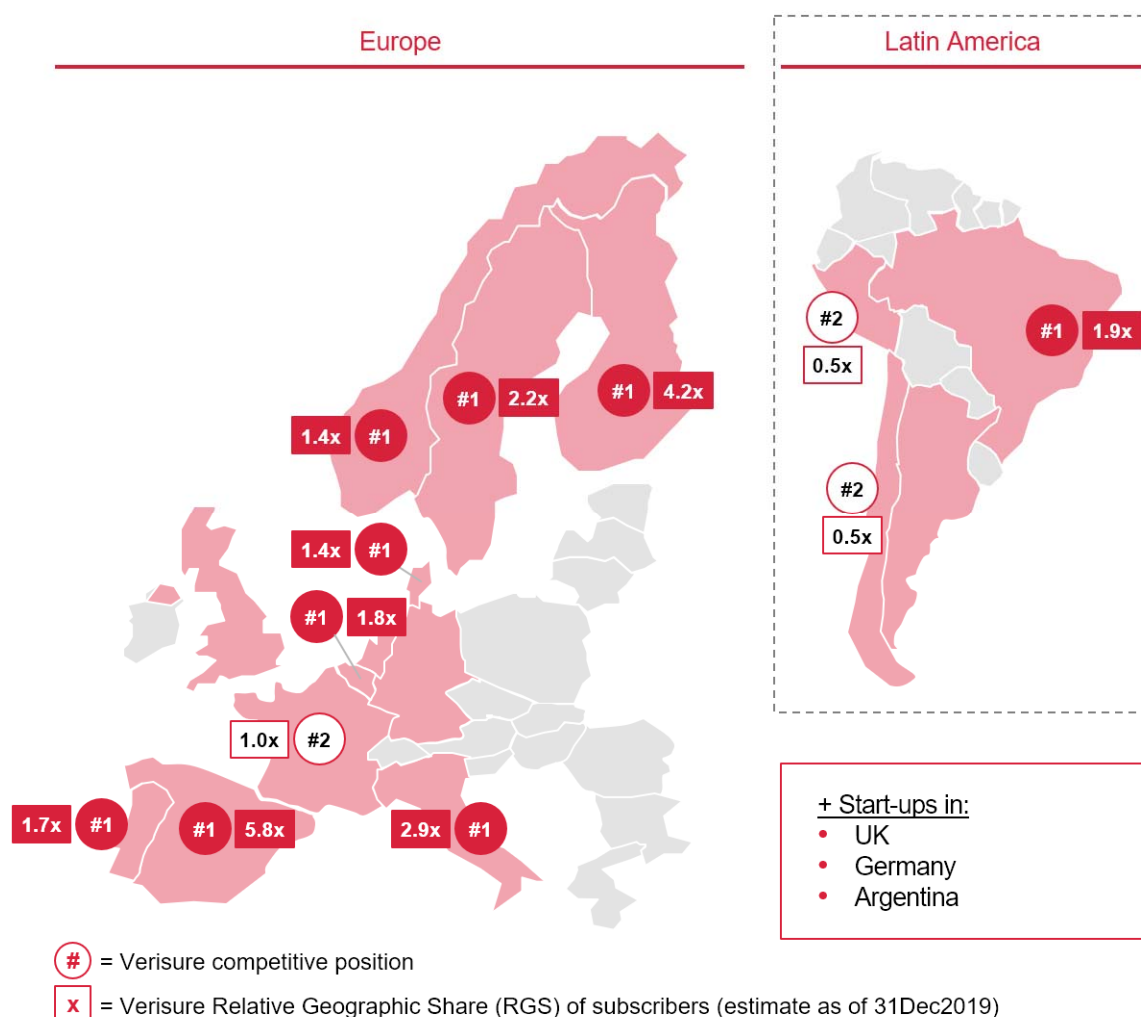 Europe
Latin America
#2
0.5x
#1 1.9x
#1 2.2x
#1 4.2x
1.4x #1
#2
0.5x
1.4x #1
#1 1.8x
1.0x #2
1.7x #1
#1 5.8x
2.9x #1
+ Start-ups in:
• UK
• Germany
• Argentina
# = Verisure competitive position
x = Verisure Relative Geographic Share (RGS) of subscribers (estimate as of 31Dec2019)